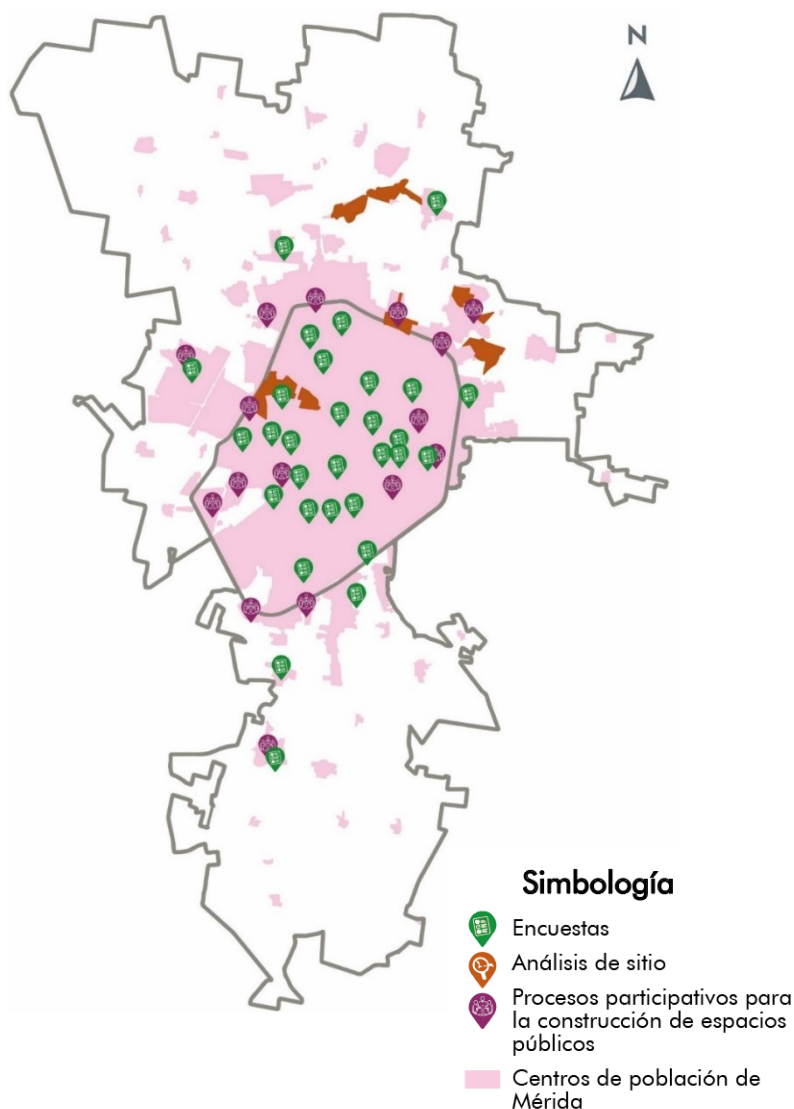 N
Simbología
Encuestas
Análisis de sitio
Procesos participativos para
la construcción de espacios
públicos
Centros de población de
Mérida